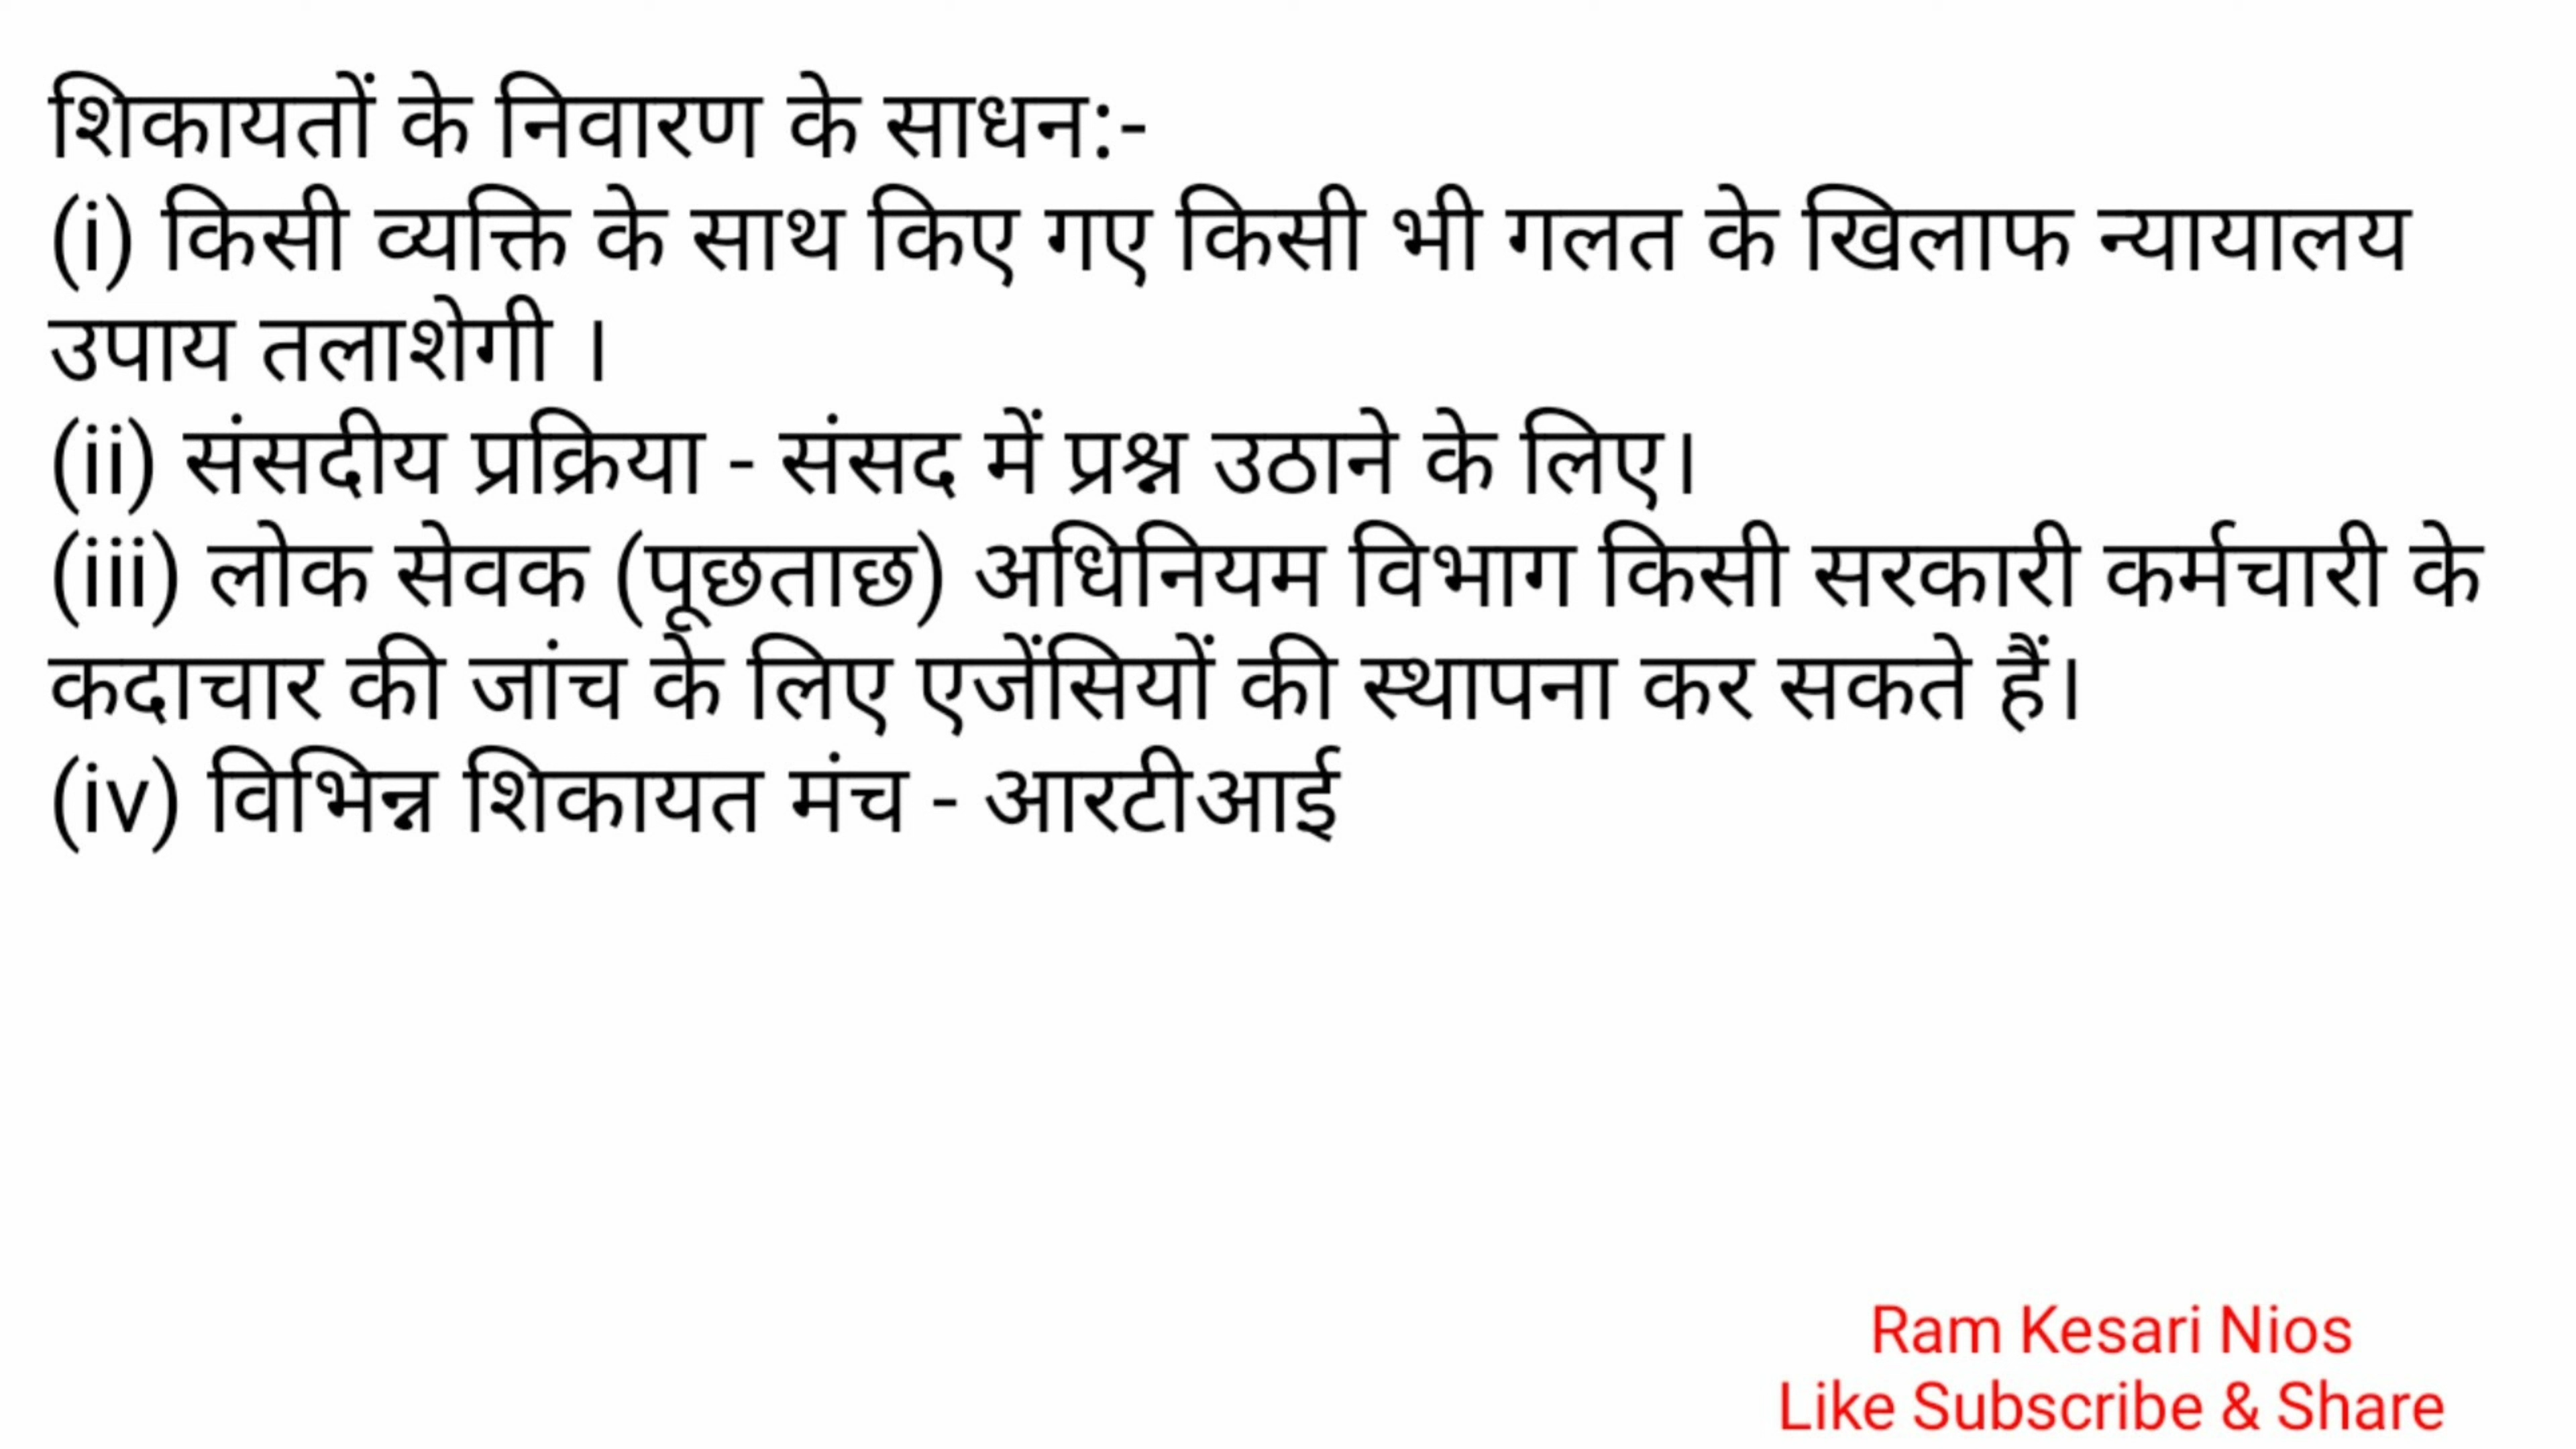 शिकायतों के निवारण के साधन:-
(i) किसी व्यक्ति के साथ किए गए किसी भी गलत के खिलाफ न्यायालय
उपाय तलाशेगी ।
(ii) संसदीय प्रक्रिया - संसद में प्रश्न उठाने के लिए।
(iii) लोक सेवक (पूछताछ) अधिनियम विभाग किसी सरकारी कर्मचारी के
कदाचार की जांच के लिए एजेंसियों की स्थापना कर सकते हैं।
(iv) विभिन्न शिकायत मंच - आरटीआई
Ram Kesari Nios
Like Subscribe & Share